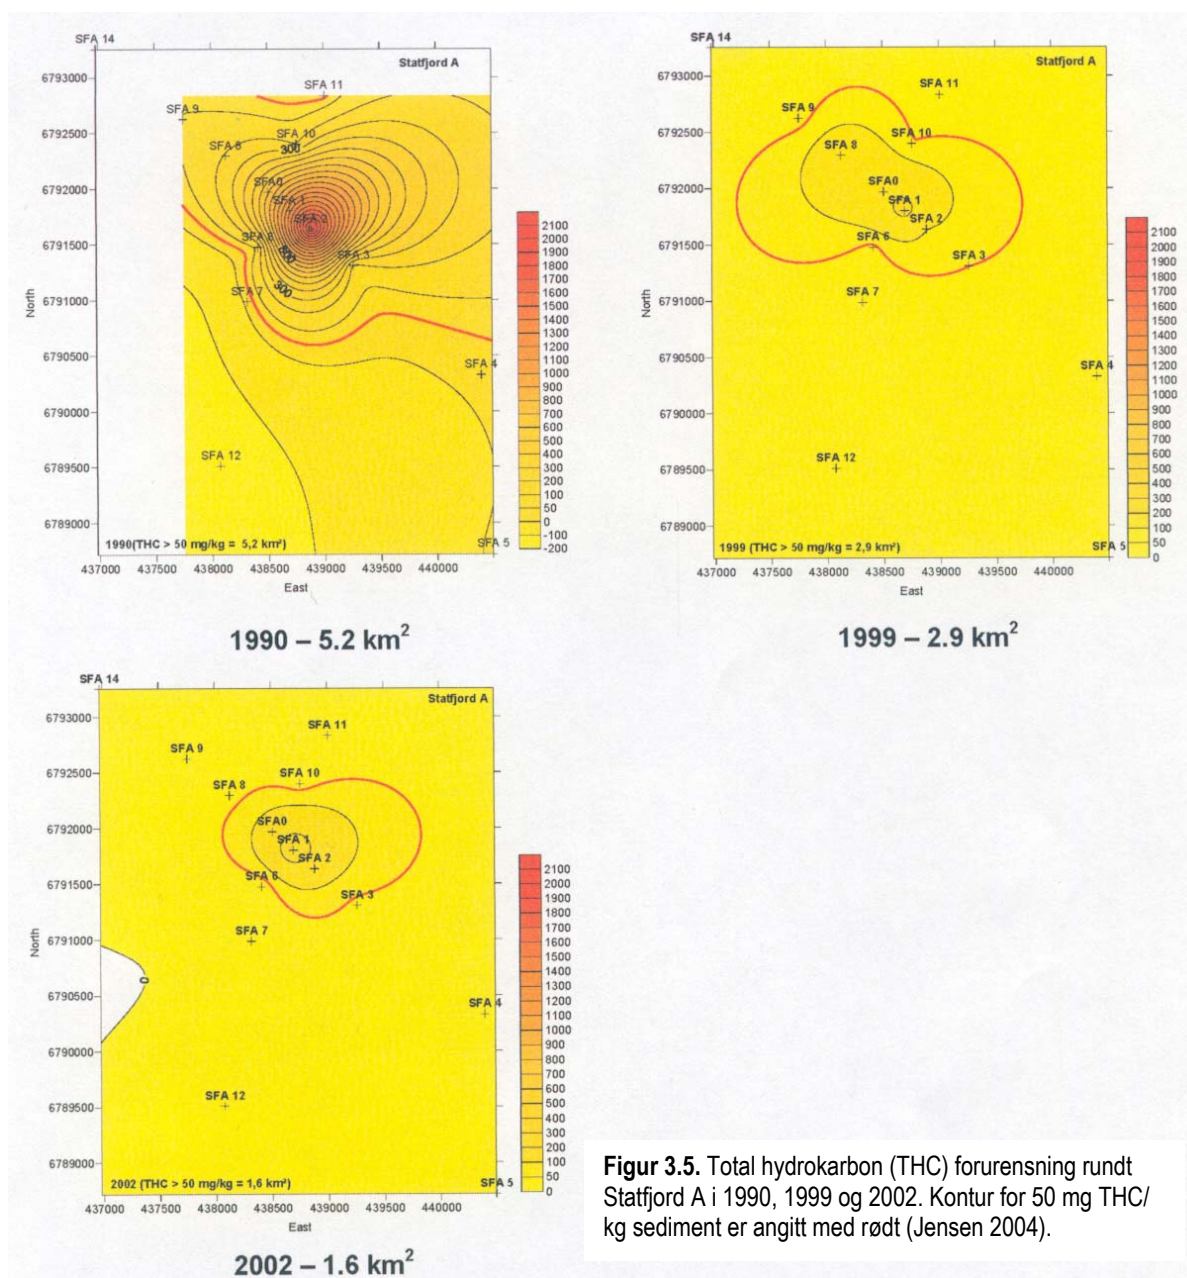 SFA 14
Statfjord A
6793000
SFA 11
SFA 9
6792500
SFA 10
300
SFA 8
6792000
SFA0
SFA 1
SFA 2
6791500
SFA 6
SFA 3
300
SFA 7
6791000
6790500
SFA 4
6790000
SFA 12
6789500
6789000
1990(THC > 50 mg/kg = 5,2 km²)
SFA 5
437000 437500 438000 438500 439000 439500 440000
East
North
2100
2000
1900
1800
1700
1600
1500
1400
1300
1200
1100
1000
900
800
700
600
500
400
300
200
100
50
0
-100
-200
1990 – 5.2 km²
SFA 14
Statfjord A
6793000
SFA 11
SFA 9
6792500
SFA 10
SFA 8
6792000
SFA0
SFA 1
SFA 2
6791500
SFA 6
SFA 3
SFA 7
6791000
6790500
SFA 4
6790000
SFA 12
6789500
6789000
1999 (THC > 50 mg/kg = 2,9 km²)
SFA 5
437000 437500 438000 438500 439000 439500 440000
East
North
2100
2000
1900
1800
1700
1600
1500
1400
1300
1200
1100
1000
900
800
700
600
500
400
300
200
100
50
0
1999 – 2.9 km²
SFA 14
Statfjord A
6793000
SFA 11
SFA 9
6792500
SFA 10
SFA 8
6792000
SFA0
SFA 1
SFA 2
6791500
SFA 6
SFA 3
SFA 7
6791000
0
6790500
SFA 4
6790000
SFA 12
6789500
6789000
2002 (THC > 50 mg/kg = 1,6 km²)
SFA 5
437000 437500 438000 438500 439000 439500 440000
East
North
2100
2000
1900
1800
1700
1600
1500
1400
1300
1200
1100
1000
900
800
700
600
500
400
300
200
100
50
0
2002 – 1.6 km²
Figur 3.5. Total hydrokarbon (THC) forurensning rundt
Statfjord A i 1990, 1999 og 2002. Kontur for 50 mg THC/
kg sediment er angitt med rødt (Jensen 2004).